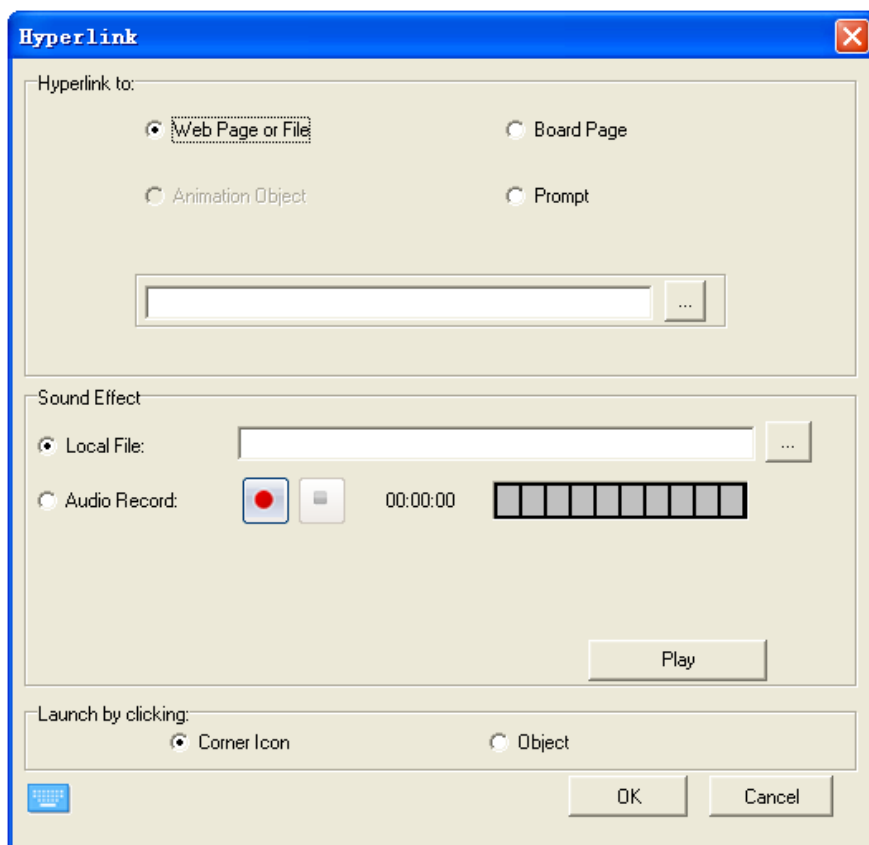 Hyperlink
Hyperlink to:
Web Page or File
Board Page
Animation Object
Prompt
...
Sound Effect
Local File:
...
Audio Record:
00:00:00
Play
Launch by clicking:
Corner Icon
Object
OK
Cancel